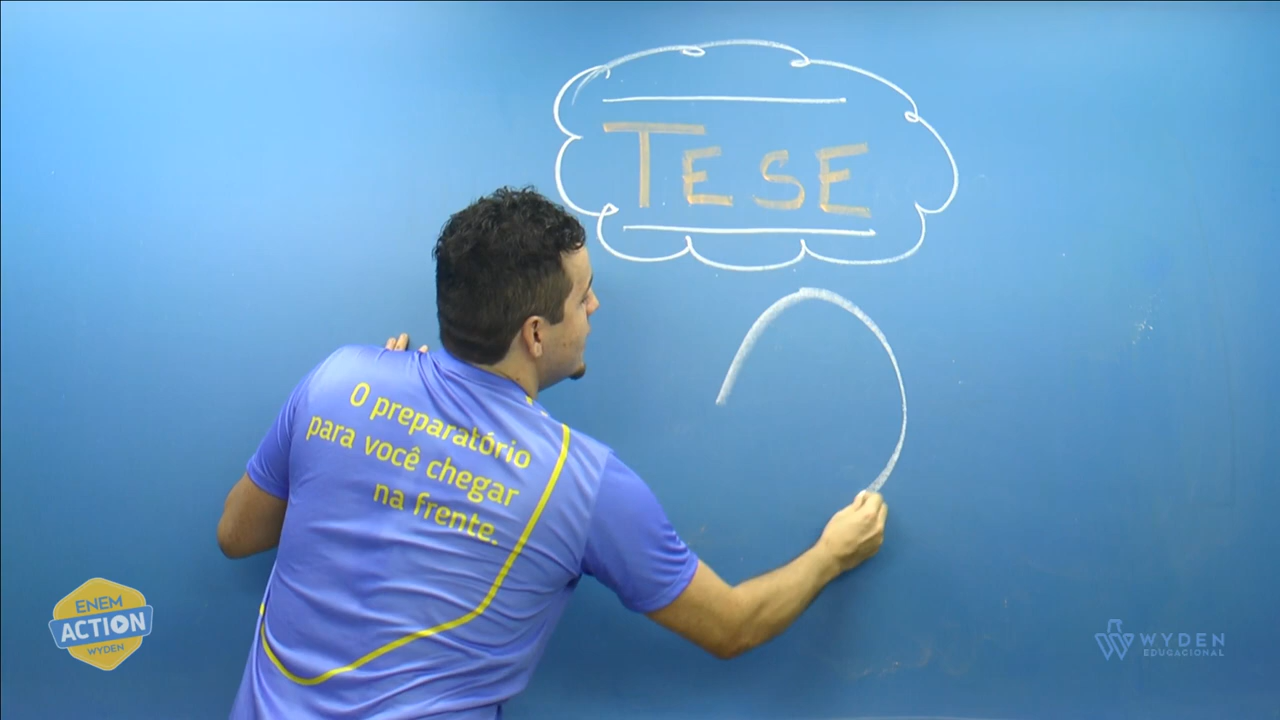 TESE
O preparatório
para você chegar
na frente.
ENEM
ACTION
WYDEN
WYDEN
EDUCACIONAL